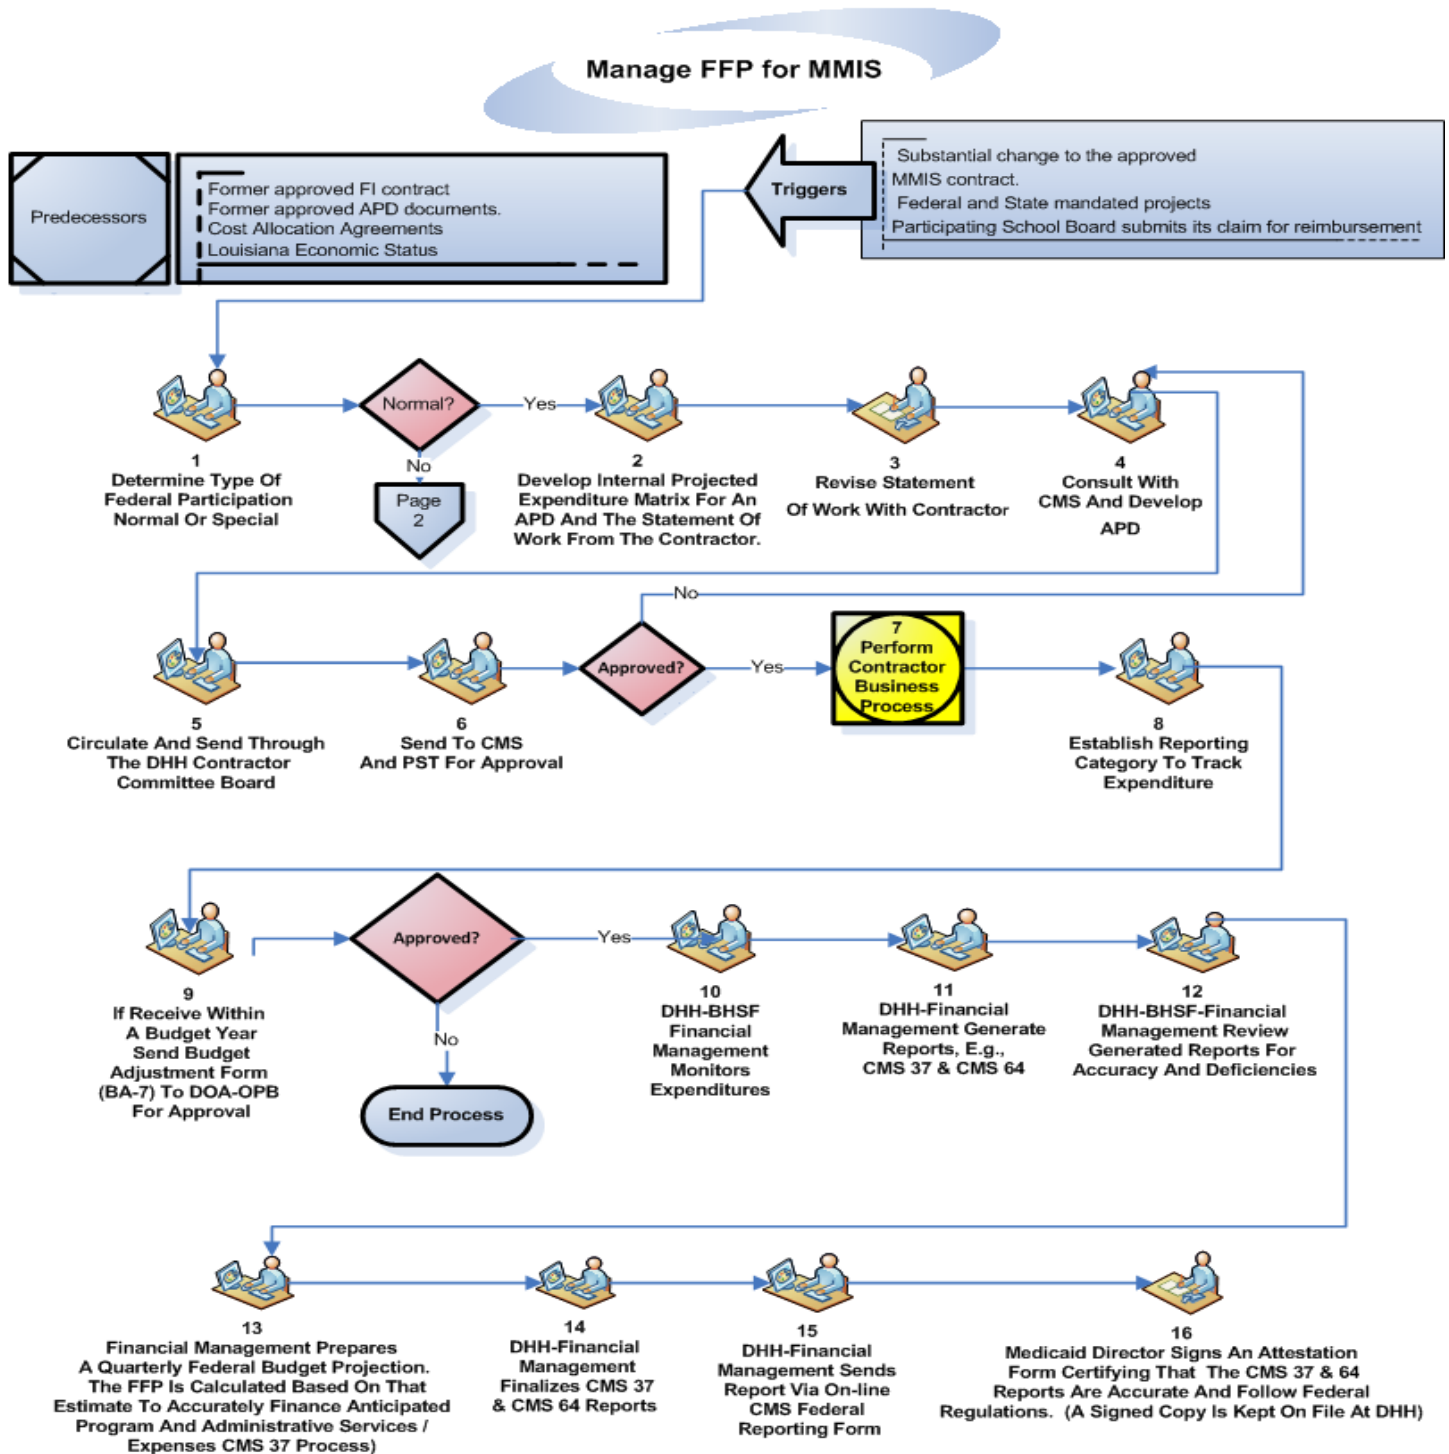 Manage FFP for MMIS
Predecessors
Former approved FI contract
Former approved APD documents.
Cost Allocation Agreements
Louisiana Economic Status
Triggers
Substantial change to the approved
MMIS contract.
Federal and State mandated projects
Participating School Board submits its claim for reimbursement
1
Determine Type Of
Federal Participation
Normal Or Special
Normal?
Yes
No
Page
2
2
Develop Internal Projected
Expenditure Matrix For An
APD And The Statement Of
Work From The Contractor.
3
Revise Statement
Of Work With Contractor
4
Consult With
CMS And Develop
APD
5
Circulate And Send Through
The DHH Contractor
Committee Board
6
Send To CMS
And PST For Approval
Approved?
No
Yes
7
Perform
Contractor
Business
Process
8
Establish Reporting
Category To Track
Expenditure
9
If Receive Within
A Budget Year
Send Budget
Adjustment Form
(BA-7) To DOA-OPB
For Approval
Approved?
Yes
No
End Process
10
DHH-BHSF
Financial
Management
Monitors
Expenditures
11
DHH-Financial
Management Generate
Reports, E.g.,
CMS 37 & CMS 64
12
DHH-BHSF-Financial
Management Review
Generated Reports For
Accuracy And Deficiencies
13
Financial Management Prepares
A Quarterly Federal Budget Projection.
The FFP Is Calculated Based On That
Estimate To Accurately Finance Anticipated
Program And Administrative Services /
Expenses CMS 37 Process)
14
DHH-Financial
Management
Finalizes CMS 37
& CMS 64 Reports
15
DHH-Financial
Management Sends
Report Via On-line
CMS Federal
Reporting Form
16
Medicaid Director Signs An Attestation
Form Certifying That The CMS 37 & 64
Reports Are Accurate And Follow Federal
Regulations. (A Signed Copy Is Kept On File At DHH)